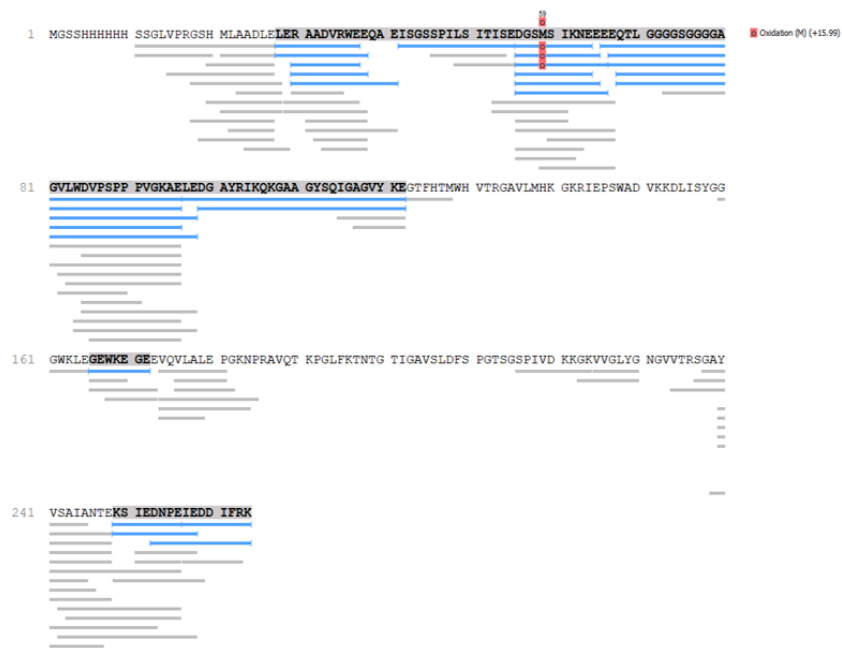 59
1 MGSSHHHHHH SSGLVPRGSH MLAADLELER AADVRWEEQA EISGSSPILS ITISEDGSMS IKNEEEEQTL GGGGSGGGGA
Oxidation (M) (+15.99)
81 GVLWDVPSPP PVGKAELEDG AYRIKQKGAA GYSQIGAGVY KEGTFHTMWH VTRGAVLMHK GKRIEPSWAD VKKDLISYGG
161 GWKLEGEWKE GEEVQVLALE PGKNPRAVQT KPGLFKTNTG TIGAVSLDFS PGTSGSPIVD KKGKVVGLYG NGVVTRSGAY
241 VSAIANTEKS IEDNPEIEDD IFRK